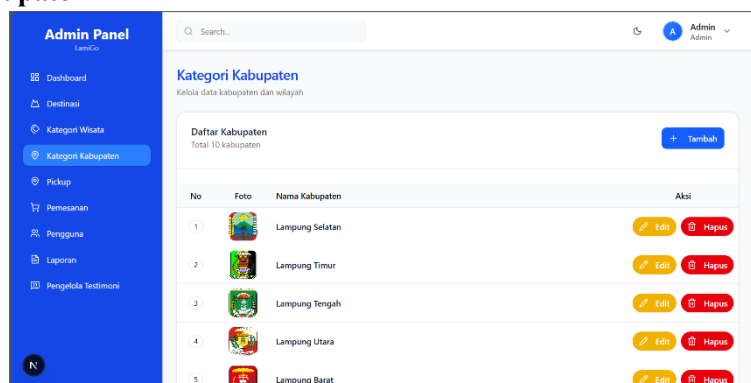 Admin Panel
LamiGo
Dashboard
Destinasi
Kategori Wisata
Kategori Kabupaten
Pickup
Pemesanan
Pengguna
Laporan
Pengelola Testimoni
N
Search...
A
Admin
Admin
Kategori Kabupaten
Kelola data kabupaten dan wilayah
Daftar Kabupaten
Total 10 kabupaten
+ Tambah
No Foto Nama Kabupaten Aksi
1 Lampung Selatan Edit Hapus
2 Lampung Timur Edit Hapus
3 Lampung Tengah Edit Hapus
4 Lampung Utara Edit Hapus
5 Lampung Barat Edit Hapus